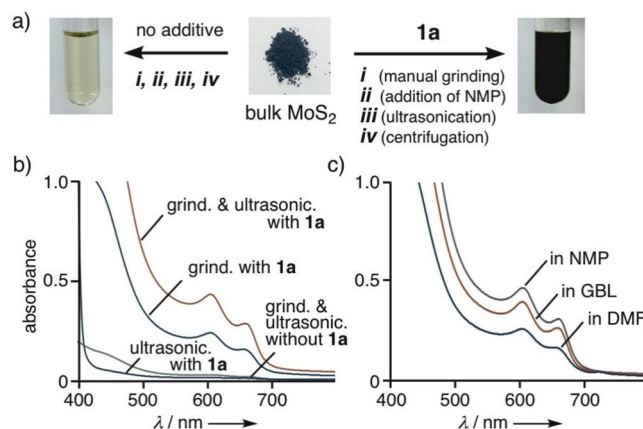 a)
no additive
i, ii, iii, iv
bulk MoS2
1a
i (manual grinding)
ii (addition of NMP)
iii (ultrasonication)
iv (centrifugation)
b)
1.0
0.5
0
absorbance
grind. & ultrasonic.
with 1a
grind. with 1a
grind. &
ultrasonic.
without 1a
ultrasonic.
with 1a
400 500 600 700
λ / nm
c)
1.0
0.5
0
in NMP
in GBL
in DMF
400 500 600 700
λ / nm